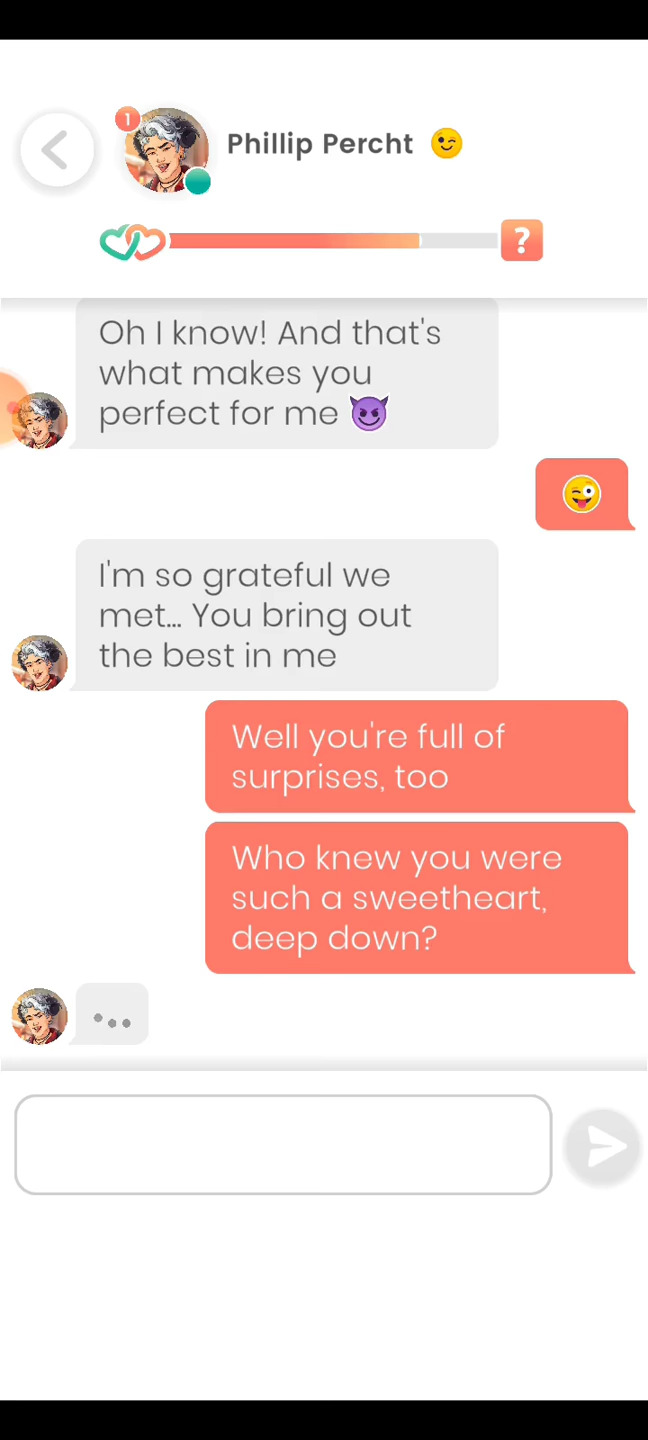 1
Phillip Percht 😉
?
Oh I know! And that's
what makes you
perfect for me 😈
😜
I'm so grateful we
met... You bring out
the best in me
Well you're full of
surprises, too
Who knew you were
such a sweetheart,
deep down?